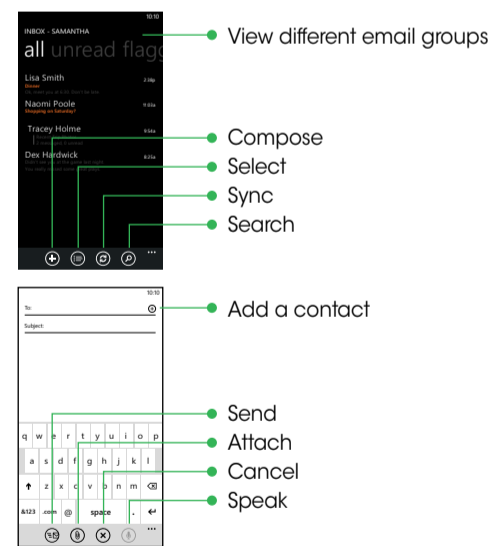 10:10
INBOX - SAMANTHA
View different email groups
all unread flagg
Lisa Smith
Dinner
2:38p
Naomi Poole
Shopping on Saturday?
11:03a
Tracey Holme
9:54a
Compose
Dex Hardwick
8:25a
Select
Sync
Search
10:10
To:
Add a contact
Subject:
Send
q w e r t y u i o p
Attach
a s d f g h j k l
Cancel
z x c v b n m
Speak
&123 .com @ space .